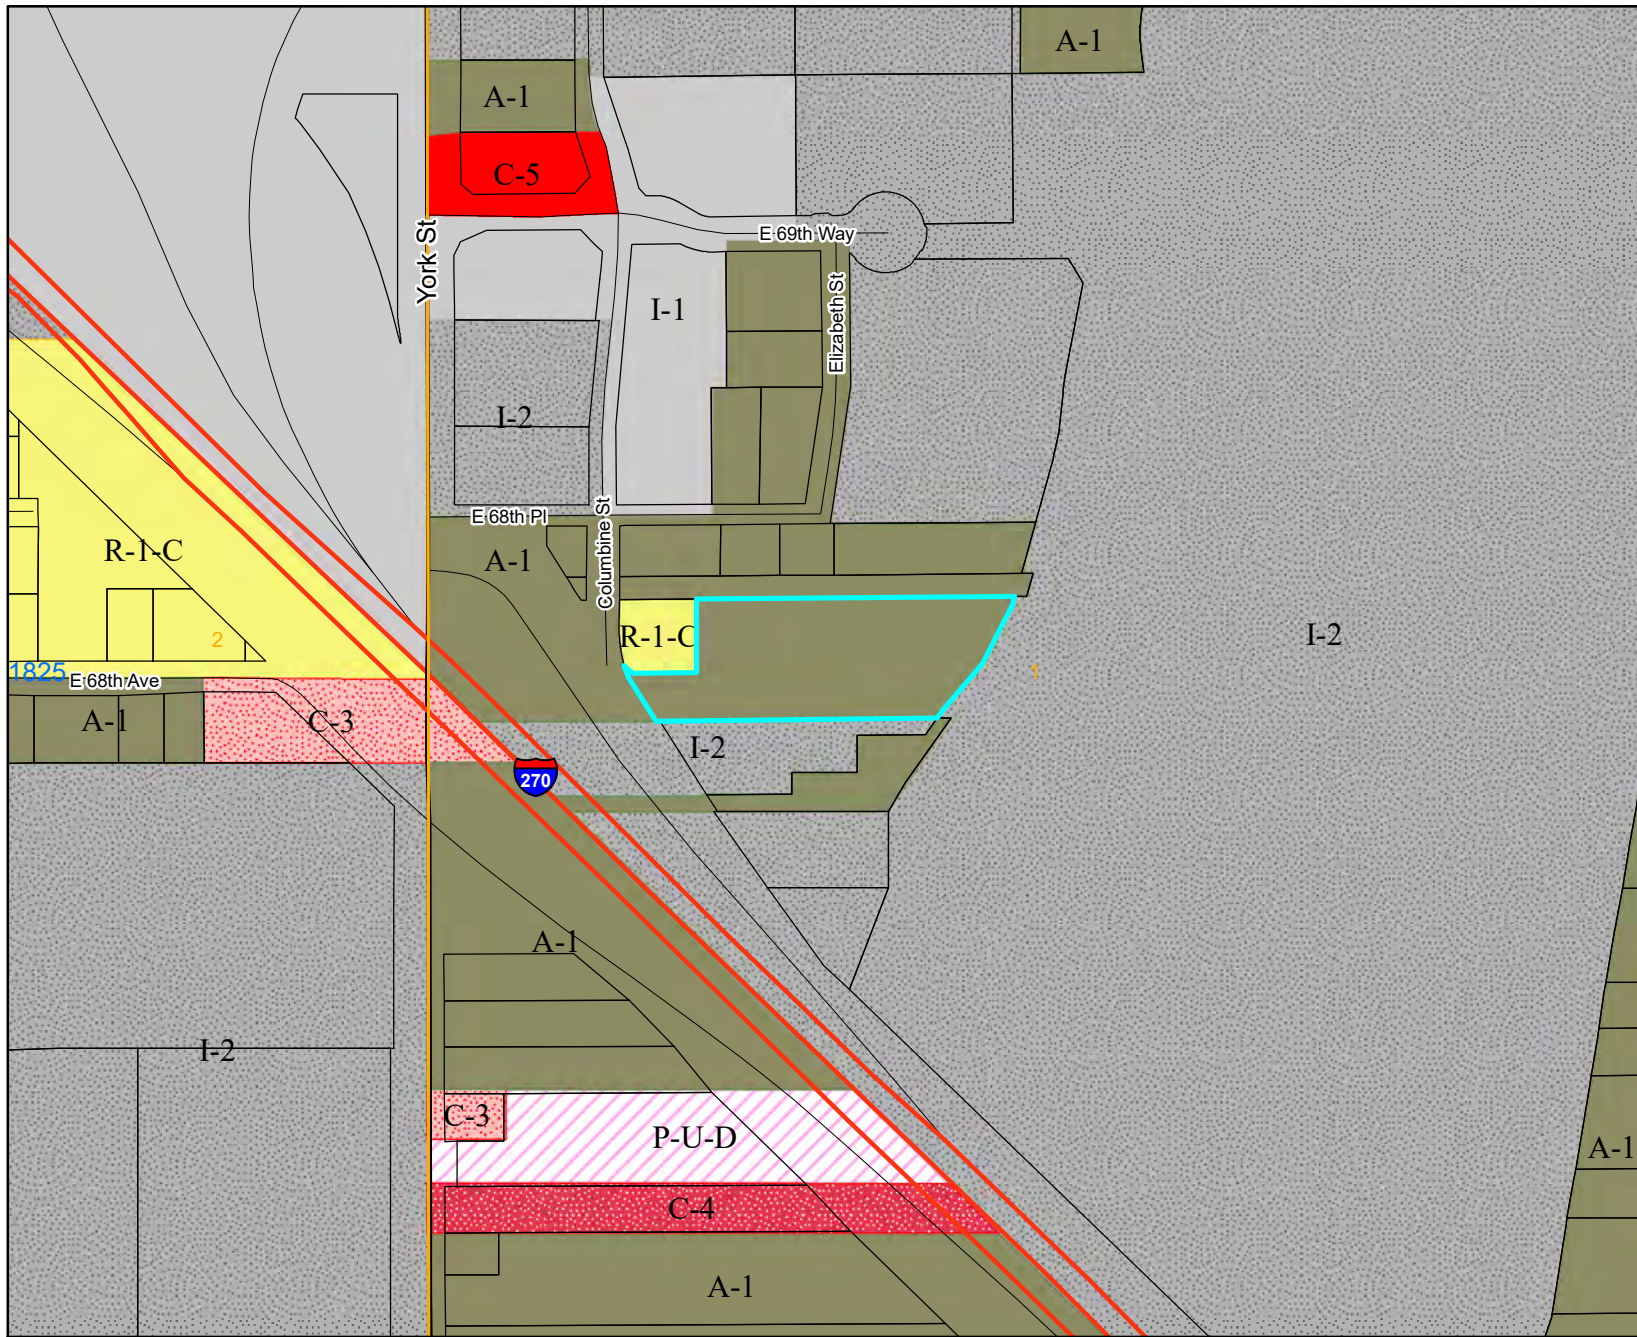 A-1
A-1
C-5
York St
E 69th Way
Elizabeth St
I-1
I-2
E 68th Pl
Columbine St
A-1
R-1-C
R-1-C
I-2
2
1
1825
E 68th Ave
A-1
C-3
I-2
270
A-1
I-2
C-3
P-U-D
A-1
C-4
A-1